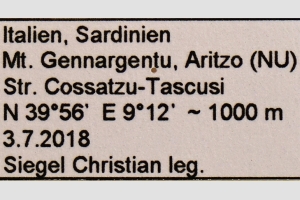 Italien, Sardinien
Mt. Gennargentu, Aritzo (NU)
Str. Cossatzu-Tascusi
N 39°56' E 9°12' ~ 1000 m
3.7.2018
Siegel Christian leg.